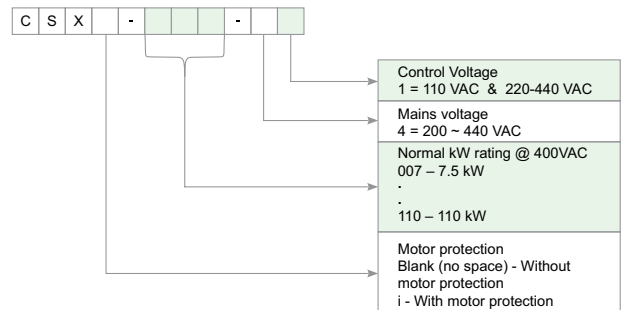 C S X - -
Control Voltage
1 = 110 VAC & 220-440 VAC
Mains voltage
4 = 200 ~ 440 VAC
Normal kW rating @ 400VAC
007 – 7.5 kW
.
.
110 – 110 kW
Motor protection
Blank (no space) - Without
motor protection
i - With motor protection